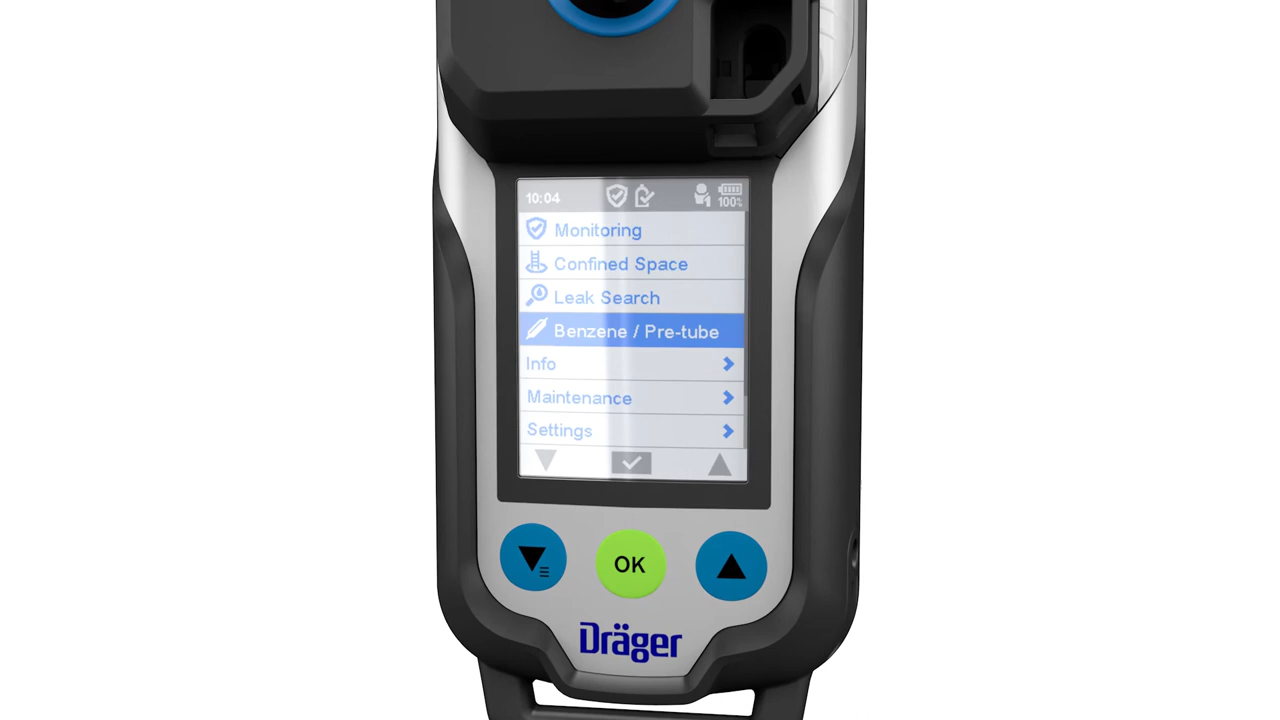 10:04
100%
Monitoring
Confined Space
Leak Search
Benzene / Pre-tube
Info
Maintenance
Settings
OK
Dräger